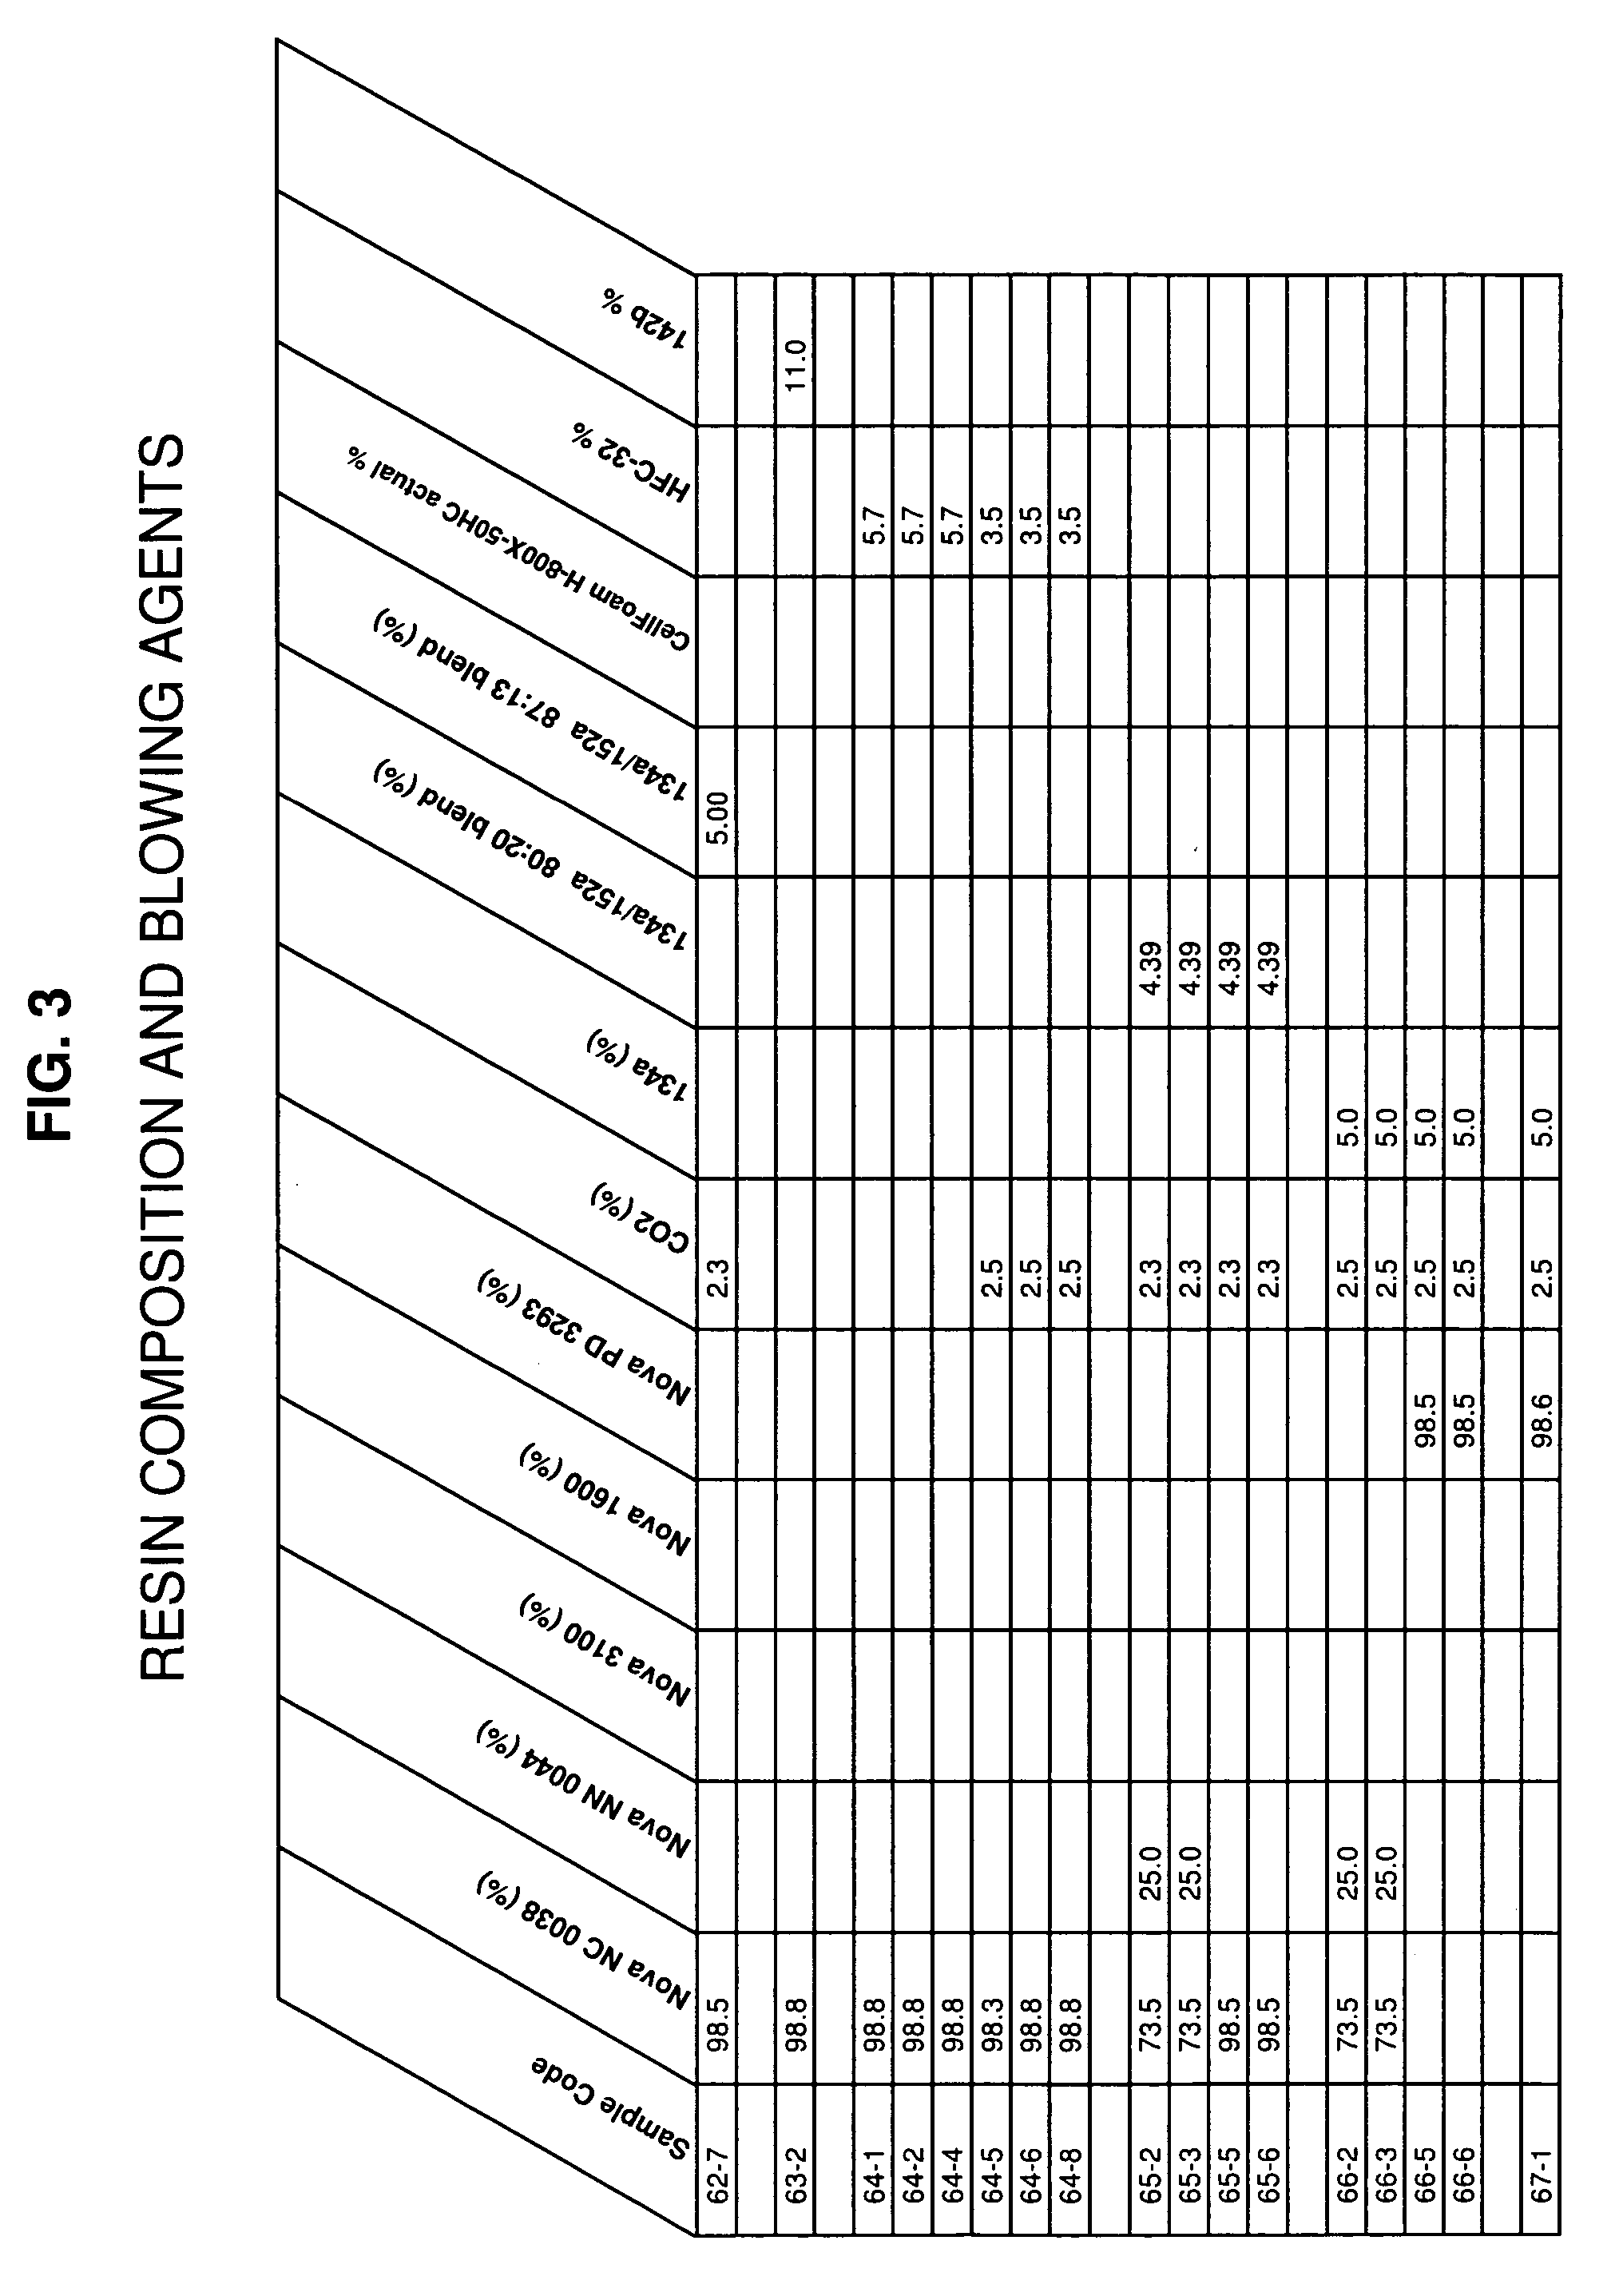 FIG. 3
RESIN COMPOSITION AND BLOWING AGENTS
Sample Code
Nova NC 0038 (%)
Nova NN 0044 (%)
Nova 3100 (%)
Nova 1600 (%)
Nova PD 3293 (%)
CO2 (%)
134a (%)
134a/152a 80:20 blend (%)
134a/152a 87:13 blend (%)
CellFoam H-800X-50HC actual %
HFC-32 %
142b %
62-7 98.5 2.3 5.00
63-2 98.8 11.0
64-1 98.8 5.7
64-2 98.8 5.7
64-4 98.8 5.7
64-5 98.3 2.5 3.5
64-6 98.8 2.5 3.5
64-8 98.8 2.5 3.5
65-2 73.5 25.0 2.3 4.39
65-3 73.5 25.0 2.3 4.39
65-5 98.5 2.3 4.39
65-6 98.5 2.3 4.39
66-2 73.5 25.0 2.5 5.0
66-3 73.5 25.0 2.5 5.0
66-5 98.5 2.5 5.0
66-6 98.5 2.5 5.0
67-1 98.6 2.5 5.0